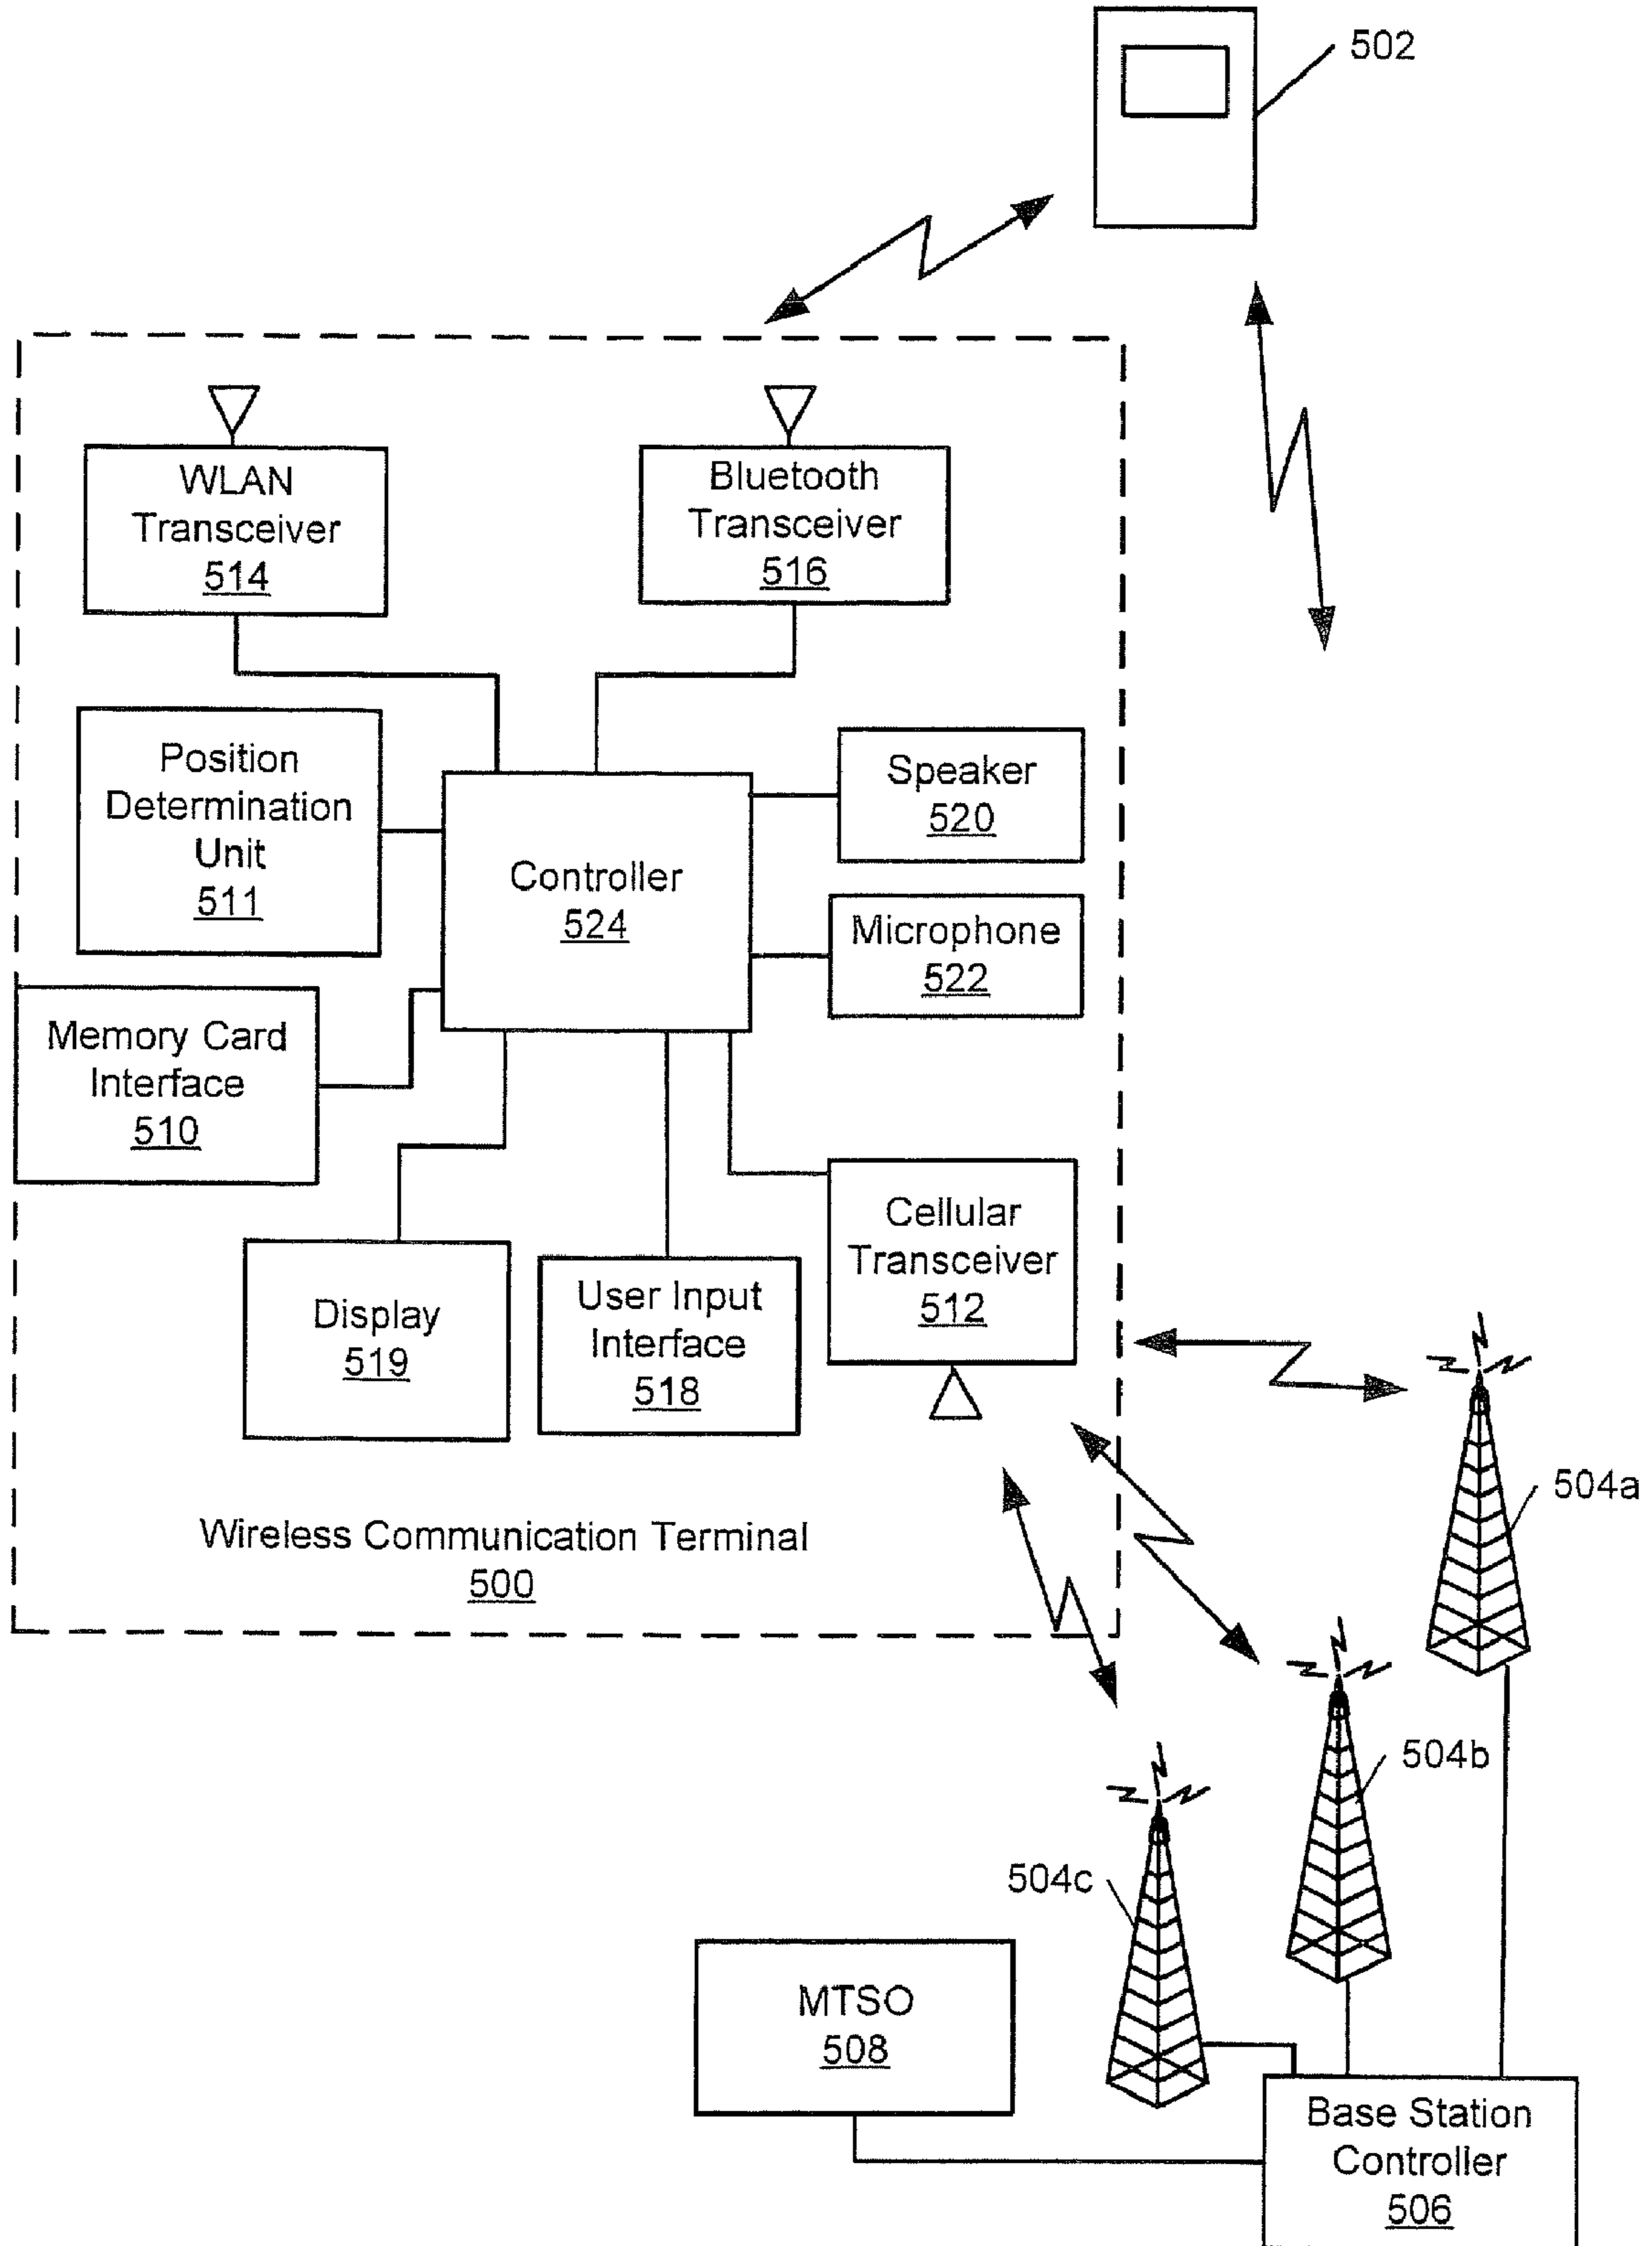 502
WLAN
Transceiver
514
Bluetooth
Transceiver
516
Position
Determination
Unit
511
Speaker
520
Controller
524
Microphone
522
Memory Card
Interface
510
Cellular
Transceiver
512
Display
519
User Input
Interface
518
504a
Wireless Communication Terminal
500
504b
504c
MTSO
508
Base Station
Controller
506